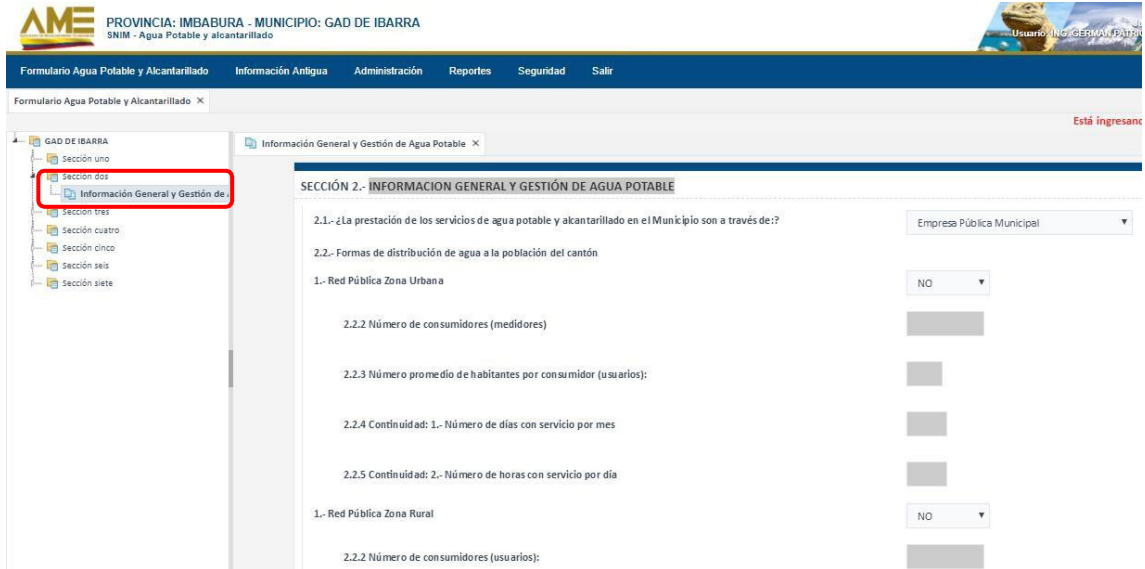 AME
PROVINCIA: IMBABURA - MUNICIPIO: GAD DE IBARRA
SNIM - Agua Potable y alcantarillado
Usuario: ING. GERMAN
Formulario Agua Potable y Alcantarillado Información Antigua Administración Reportes Seguridad Salir
Formulario Agua Potable y Alcantarillado ×
Está
GAD DE IBARRA
Sección uno
Sección dos
Información General y Gestión de
Sección tres
Sección cuatro
Sección cinco
Sección seis
Sección siete
Información General y Gestión de Agua Potable ×
SECCIÓN 2.- INFORMACION GENERAL Y GESTIÓN DE AGUA POTABLE
2.1.- ¿La prestación de los servicios de agua potable y alcantarillado en el Municipio son a través de:? Empresa Pública Municipal
2.2.- Formas de distribución de agua a la población del cantón
1.- Red Pública Zona Urbana NO
2.2.2 Número de consumidores (medidores)
2.2.3 Número promedio de habitantes por consumidor (usuarios):
2.2.4 Continuidad: 1.- Número de días con servicio por mes
2.2.5 Continuidad: 2.- Número de horas con servicio por día
1.- Red Pública Zona Rural NO
2.2.2 Número de consumidores (usuarios):